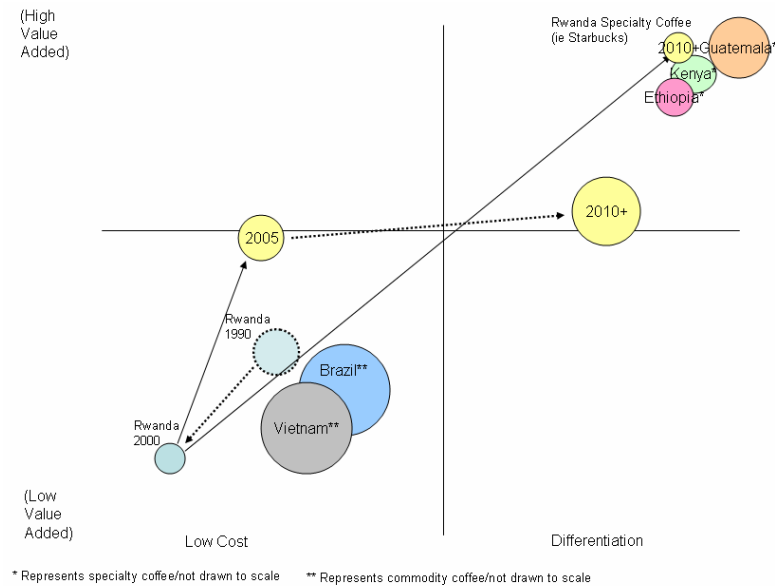 (High
Value
Added)
Rwanda Specialty Coffee
(ie Starbucks)
2010+
Guatemala*
Kenya*
Ethiopia*
2010+
2005
Rwanda
1990
Brazil**
Vietnam**
Rwanda
2000
(Low
Value
Added)
Low Cost
Differentiation
* Represents specialty coffee/not drawn to scale
** Represents commodity coffee/not drawn to scale